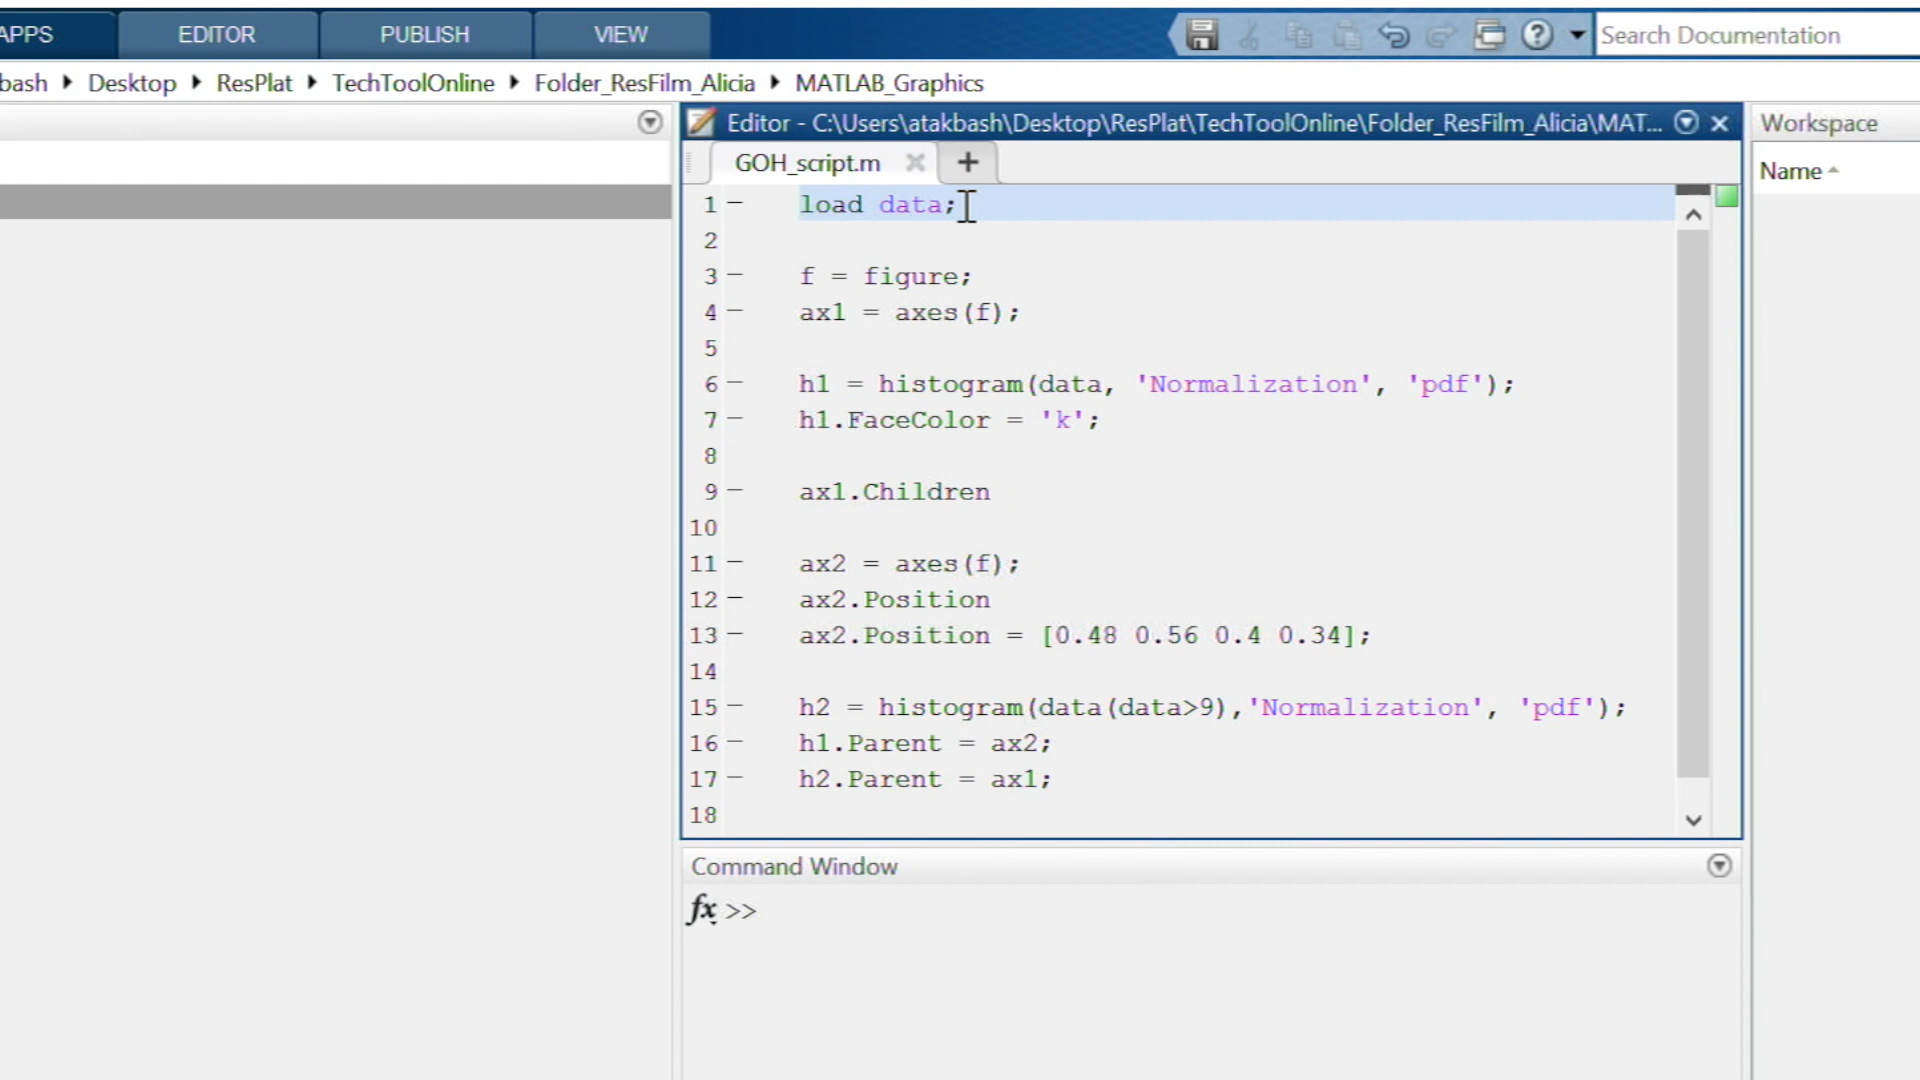 APPS EDITOR PUBLISH VIEW Search Documentation
bash Desktop ResPlat TechToolOnline Folder_ResFilm_Alicia MATLAB_Graphics
Editor - C:\Users\atakbash\Desktop\ResPlat\TechToolOnline\Folder_ResFilm_Alicia\MAT...
Workspace
GOH_script.m
Name
1 load data;
2
3 f = figure;
4 ax1 = axes(f);
5
6 h1 = histogram(data, 'Normalization', 'pdf');
7 h1.FaceColor = 'k';
8
9 ax1.Children
10
11 ax2 = axes(f);
12 ax2.Position
13 ax2.Position = [0.48 0.56 0.4 0.34];
14
15 h2 = histogram(data(data>9),'Normalization', 'pdf');
16 h1.Parent = ax2;
17 h2.Parent = ax1;
18
Command Window
fx >>